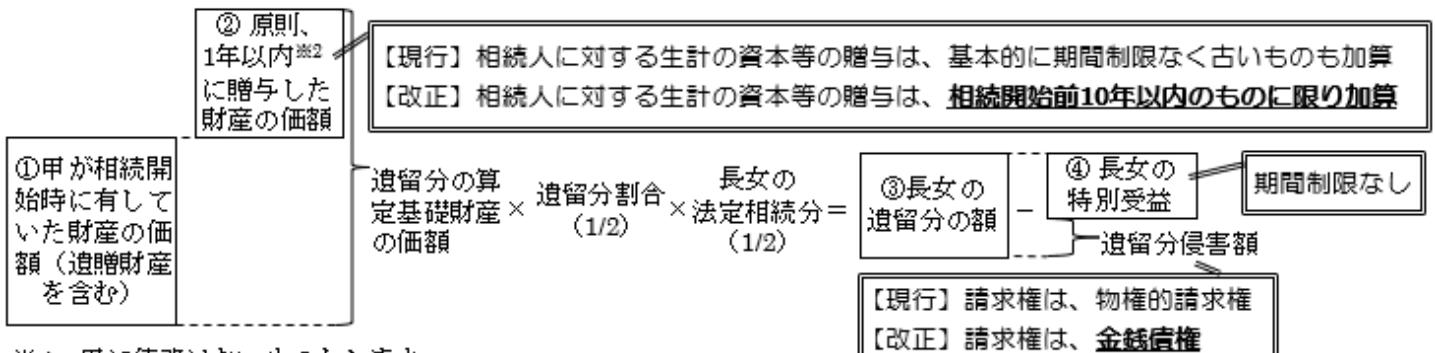 ② 原則、
1年以内※2
に贈与した
財産の価額
【現行】相続人に対する生計の資本等の贈与は、基本的に期間制限なく古いものも加算
【改正】相続人に対する生計の資本等の贈与は、相続開始前10年以内のものに限り加算
①甲が相続開
始時に有して
いた財産の価
額（遺贈財産
を含む）
遺留分の算
定基礎財産
の価額
×
遺留分割合
（1/2）
×
長女の
法定相続分
（1/2）
＝
③長女の
遺留分の額
－
④ 長女の
特別受益
期間制限なし
遺留分侵害額
【現行】請求権は、物権的請求権
【改正】請求権は、金銭債権